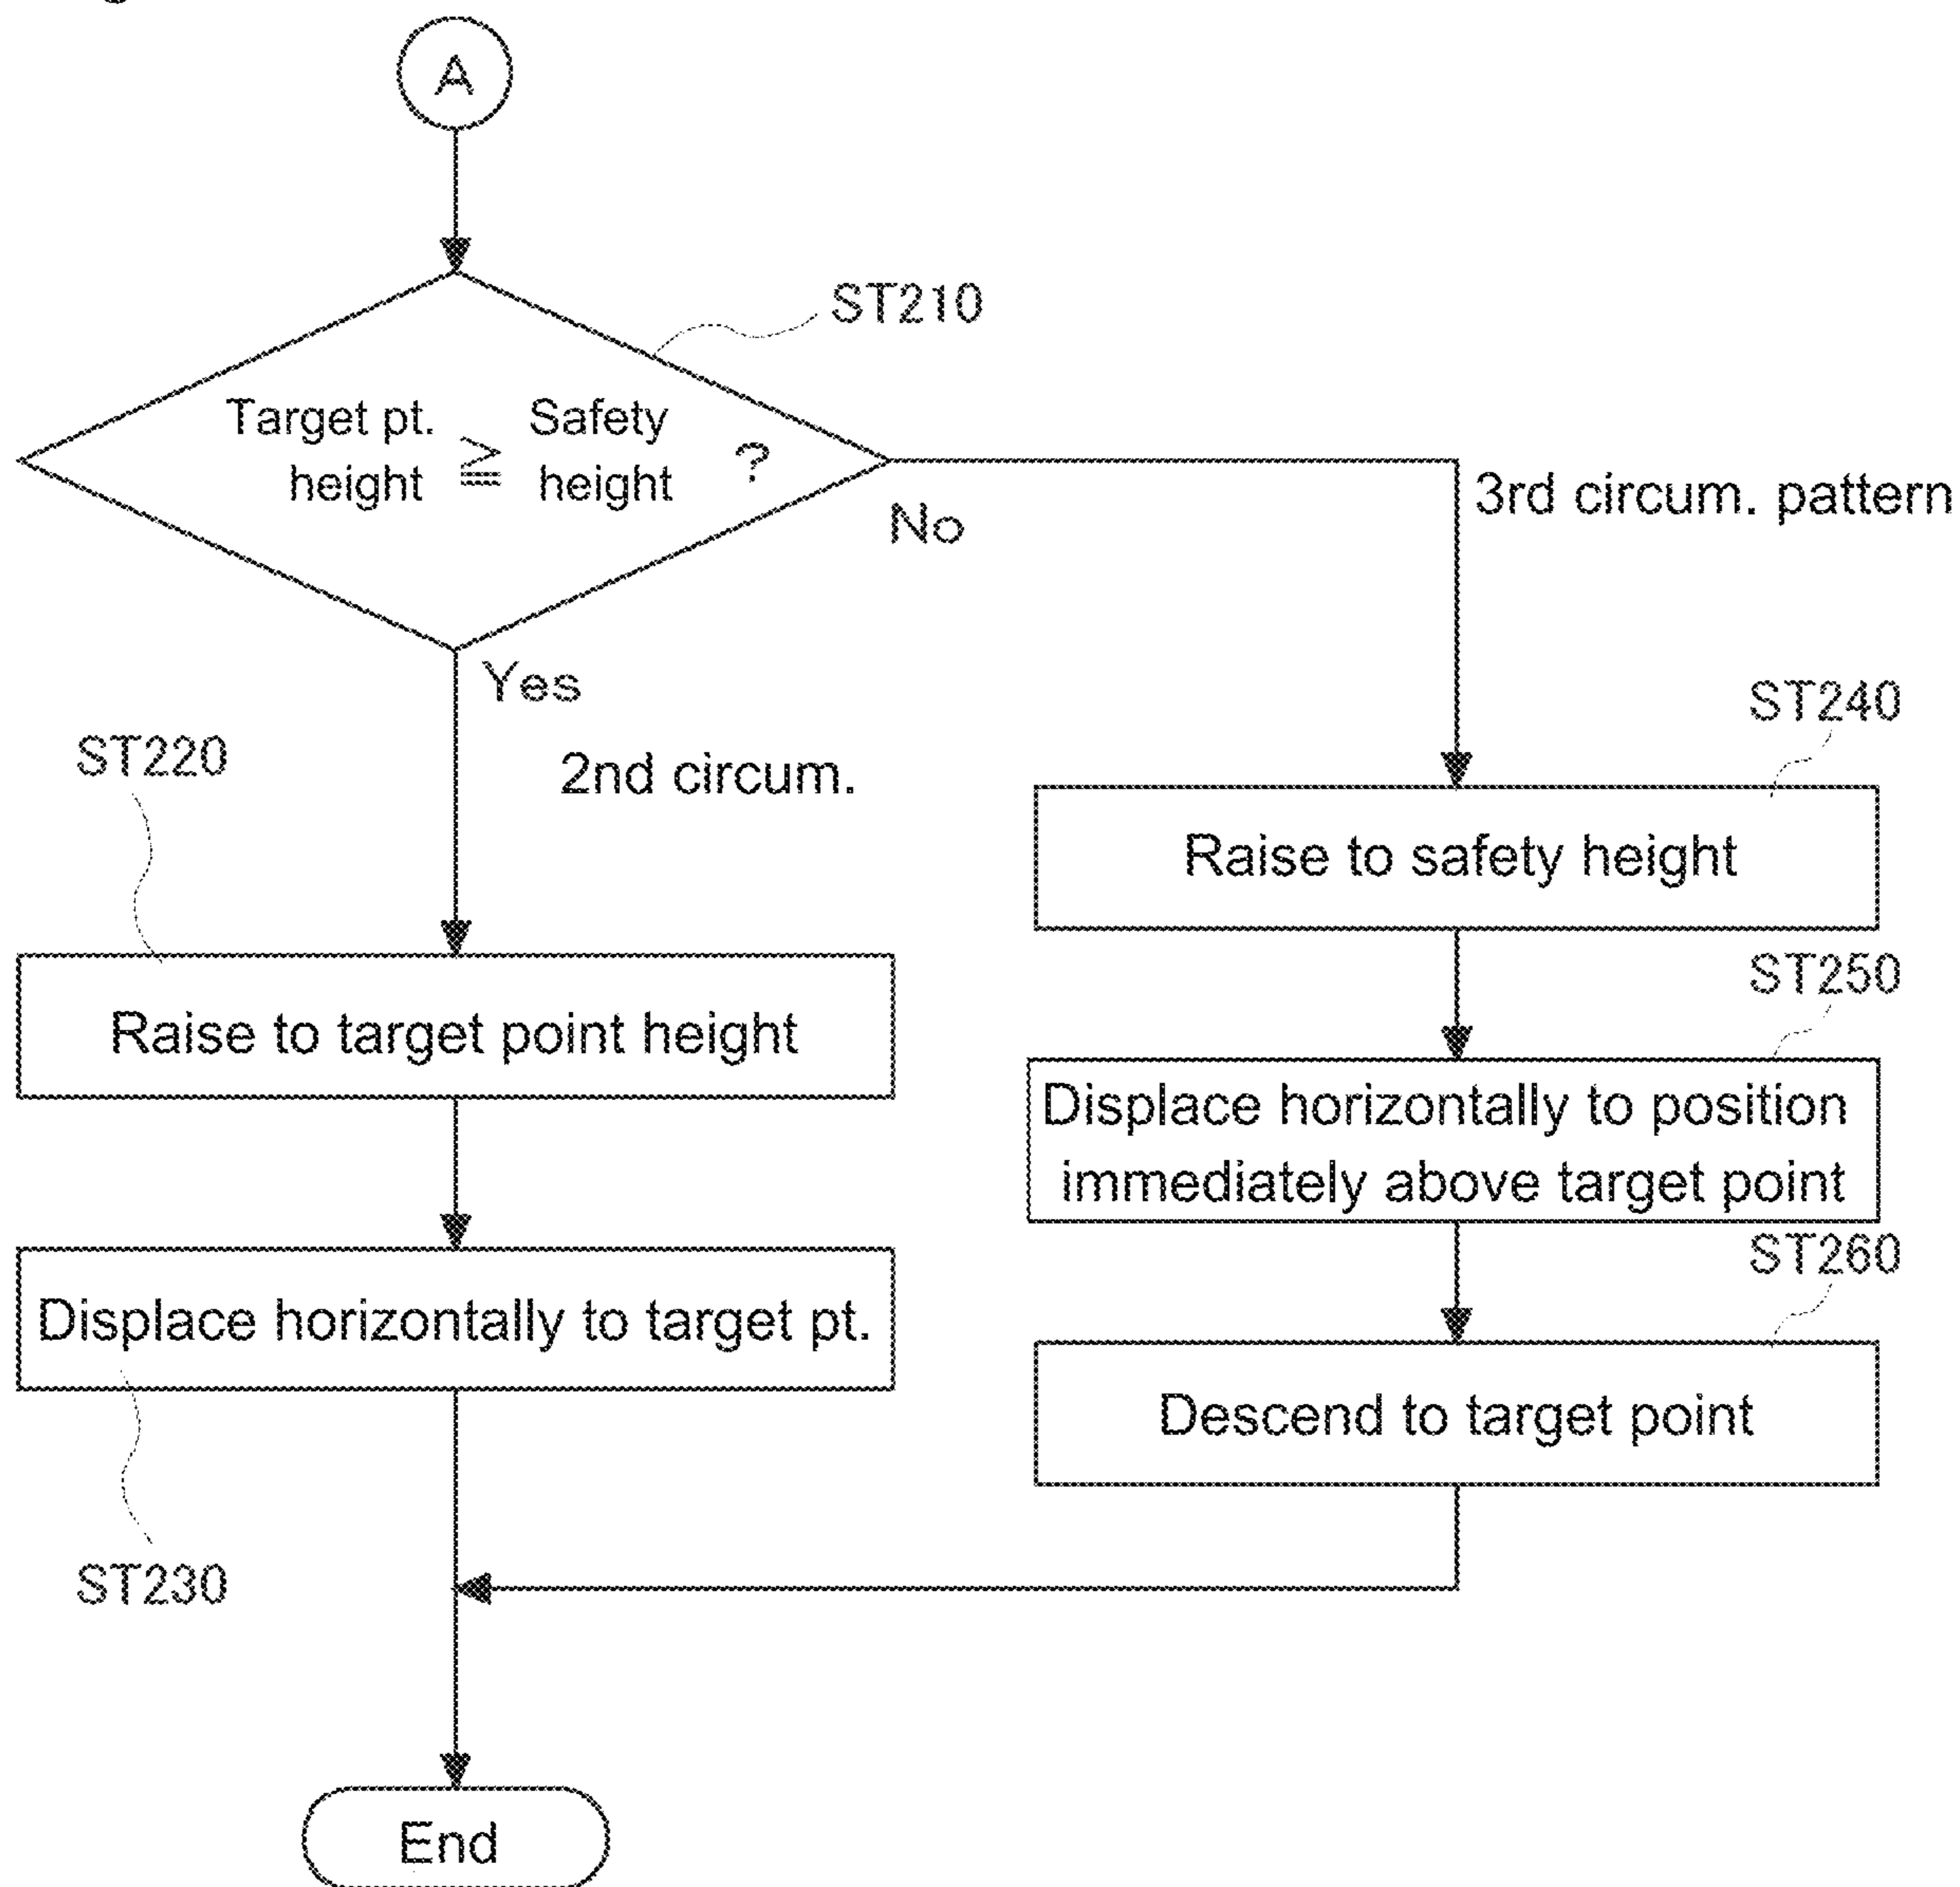 A
ST210
Target pt. ≧ Safety
height height ?
No
3rd circum. pattern
Yes
ST240
ST220
2nd circum.
Raise to safety height
ST250
Raise to target point height
Displace horizontally to position
immediately above target point
ST260
Displace horizontally to target pt.
Descend to target point
ST230
End